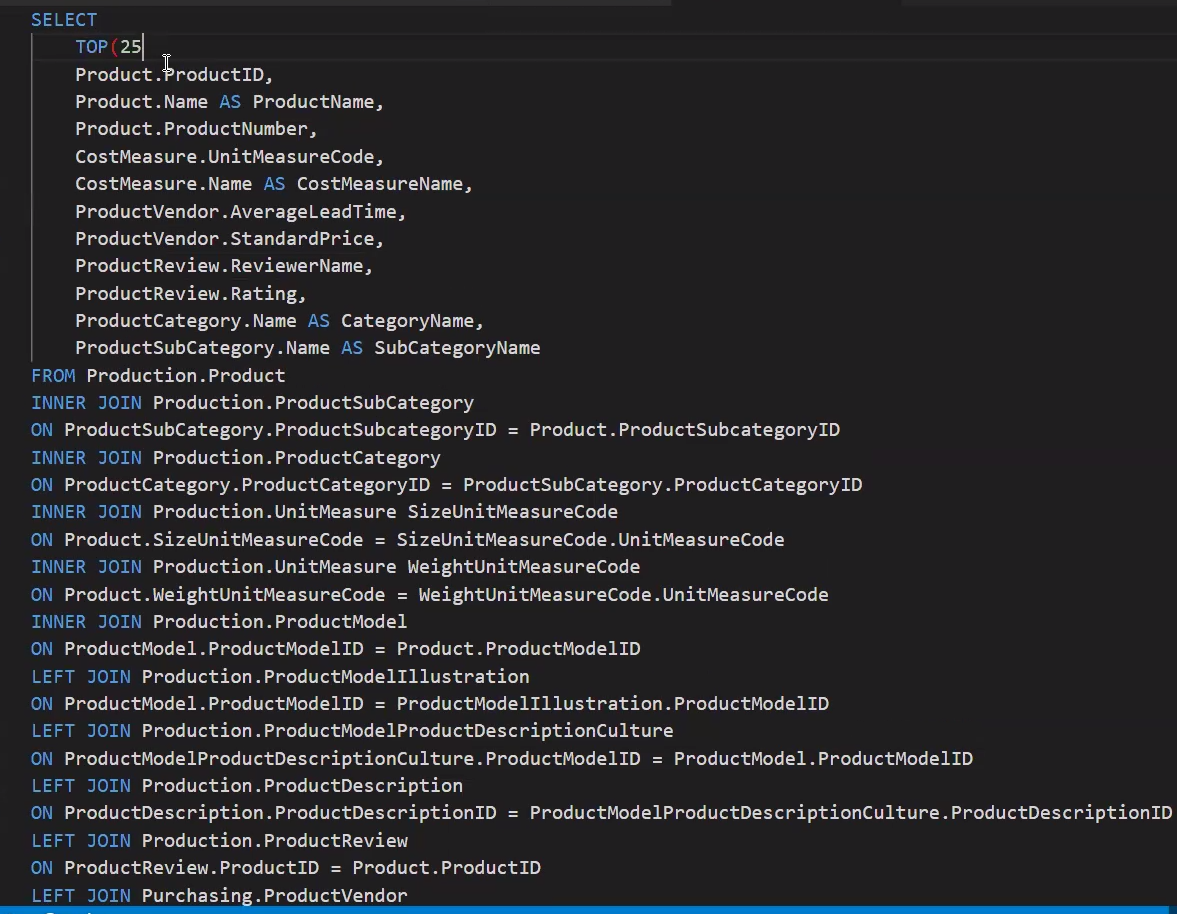 SELECT
TOP(25
Product.ProductID,
Product.Name AS ProductName,
Product.ProductNumber,
CostMeasure.UnitMeasureCode,
CostMeasure.Name AS CostMeasureName,
ProductVendor.AverageLeadTime,
ProductVendor.StandardPrice,
ProductReview.ReviewerName,
ProductReview.Rating,
ProductCategory.Name AS CategoryName,
ProductSubCategory.Name AS SubCategoryName
FROM Production.Product
INNER JOIN Production.ProductSubCategory
ON ProductSubCategory.ProductSubcategoryID = Product.ProductSubcategoryID
INNER JOIN Production.ProductCategory
ON ProductCategory.ProductCategoryID = ProductSubCategory.ProductCategoryID
INNER JOIN Production.UnitMeasure SizeUnitMeasureCode
ON Product.SizeUnitMeasureCode = SizeUnitMeasureCode.UnitMeasureCode
INNER JOIN Production.UnitMeasure WeightUnitMeasureCode
ON Product.WeightUnitMeasureCode = WeightUnitMeasureCode.UnitMeasureCode
INNER JOIN Production.ProductModel
ON ProductModel.ProductModelID = Product.ProductModelID
LEFT JOIN Production.ProductModelIllustration
ON ProductModel.ProductModelID = ProductModelIllustration.ProductModelID
LEFT JOIN Production.ProductModelProductDescriptionCulture
ON ProductModelProductDescriptionCulture.ProductModelID = ProductModel.ProductModelID
LEFT JOIN Production.ProductDescription
ON ProductDescription.ProductDescriptionID = ProductModelProductDescriptionCulture.ProductDescriptionID
LEFT JOIN Production.ProductReview
ON ProductReview.ProductID = Product.ProductID
LEFT JOIN Purchasing.ProductVendor